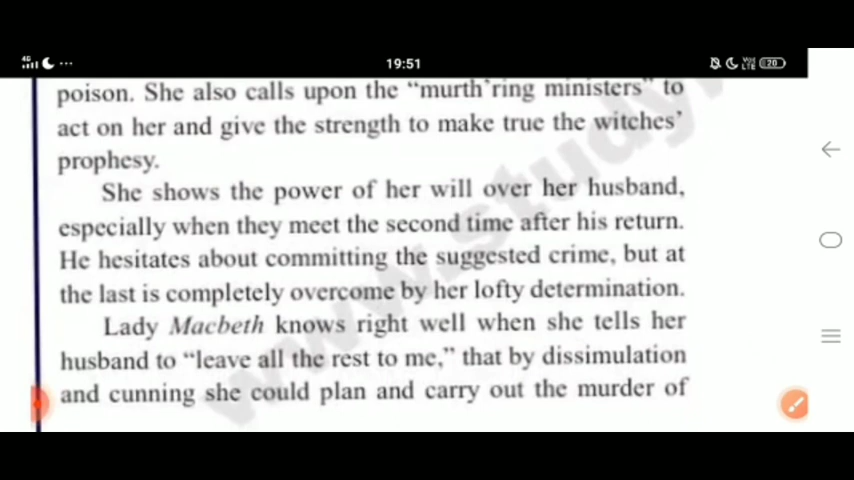 4G
19:51
Vo) LTE 20
poison. She also calls upon the “murth’ring ministers” to
act on her and give the strength to make true the witches’
prophesy.
She shows the power of her will over her husband,
especially when they meet the second time after his return.
He hesitates about committing the suggested crime, but at
the last is completely overcome by her lofty determination.
Lady Macbeth knows right well when she tells her
husband to “leave all the rest to me,” that by dissimulation
and cunning she could plan and carry out the murder of